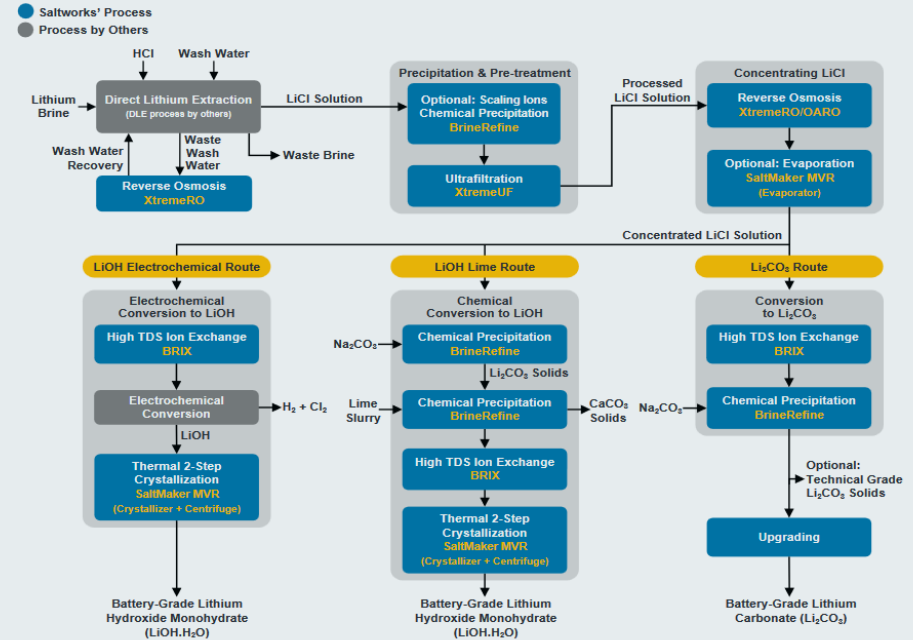 Saltworks' Process
Process by Others
HCl
Wash Water
Lithium
Brine
Direct Lithium Extraction
(DLE process by others)
LiCl Solution
Wash Water
Recovery
Waste
Wash
Water
Waste Brine
Reverse Osmosis
XtremeRO
Precipitation & Pre-treatment
Optional: Scaling Ions
Chemical Precipitation
BrineRefine
Ultrafiltration
XtremeUF
Processed
LiCl Solution
Concentrating LiCl
Reverse Osmosis
XtremeRO/OARO
Optional: Evaporation
SaltMaker MVR
(Evaporator)
Concentrated LiCl Solution
LiOH Electrochemical Route
LiOH Lime Route
Li₂CO₃ Route
Electrochemical
Conversion to LiOH
High TDS Ion Exchange
BRIX
Electrochemical
Conversion
H₂ + Cl₂
LiOH
Thermal 2-Step
Crystallization
SaltMaker MVR
(Crystallizer + Centrifuge)
Battery-Grade Lithium
Hydroxide Monohydrate
(LiOH.H₂O)
Chemical
Conversion to LiOH
Na₂CO₃
Chemical Precipitation
BrineRefine
Li₂CO₃ Solids
Lime
Slurry
Chemical Precipitation
BrineRefine
CaCO₃
Solids
High TDS Ion Exchange
BRIX
Thermal 2-Step
Crystallization
SaltMaker MVR
(Crystallizer + Centrifuge)
Battery-Grade Lithium
Hydroxide Monohydrate
(LiOH.H₂O)
Conversion
to Li₂CO₃
High TDS Ion Exchange
BRIX
Na₂CO₃
Chemical Precipitation
BrineRefine
Optional:
Technical Grade
Li₂CO₃ Solids
Upgrading
Battery-Grade Lithium
Carbonate (Li₂CO₃)